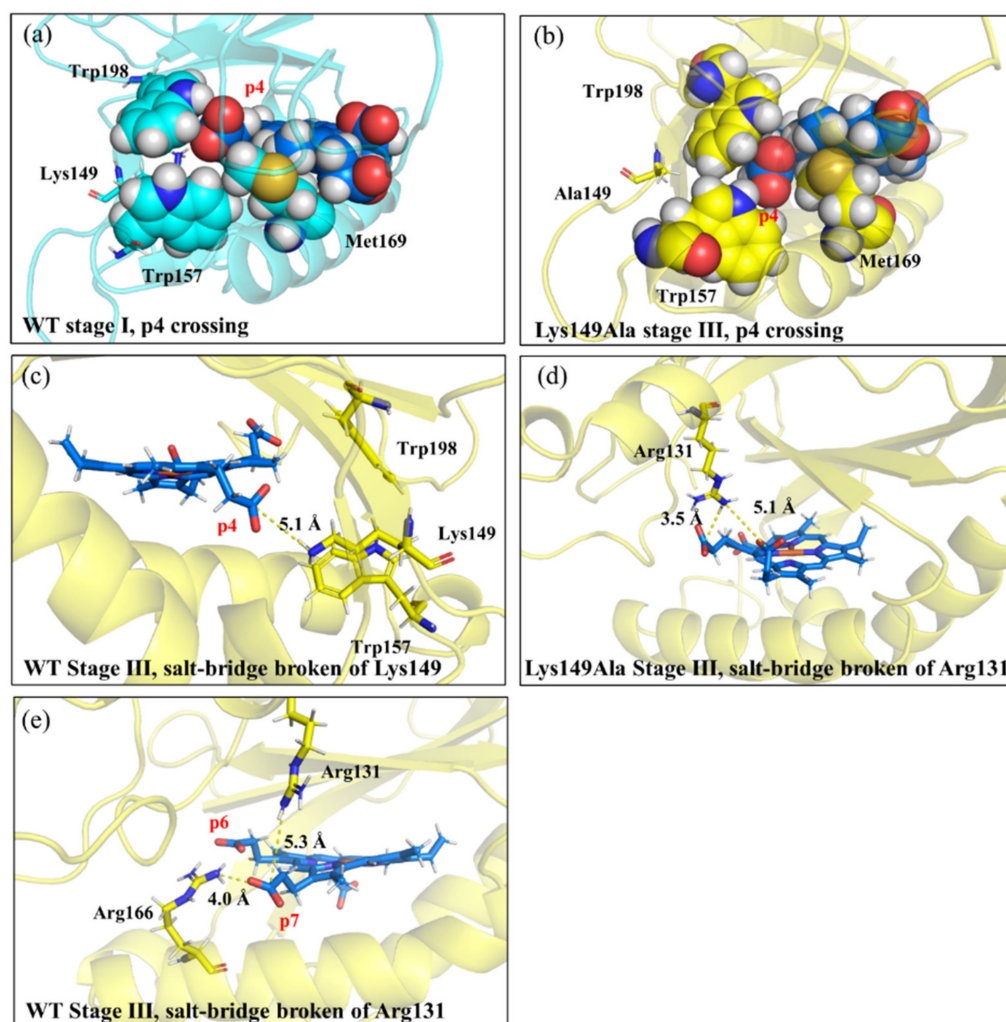 (a)
Trp198
p4
Lys149
Met169
Trp157
WT stage I, p4 crossing
(b)
Trp198
Ala149
p4
Met169
Trp157
Lys149Ala stage III, p4 crossing
(c)
Trp198
p4
5.1 Å
Lys149
Trp157
WT Stage III, salt-bridge broken of Lys149
(d)
Arg131
5.1 Å
3.5 Å
Lys149Ala Stage III, salt-bridge broken of Arg131
(e)
Arg131
p6
5.3 Å
4.0 Å
Arg166
p7
WT Stage III, salt-bridge broken of Arg131